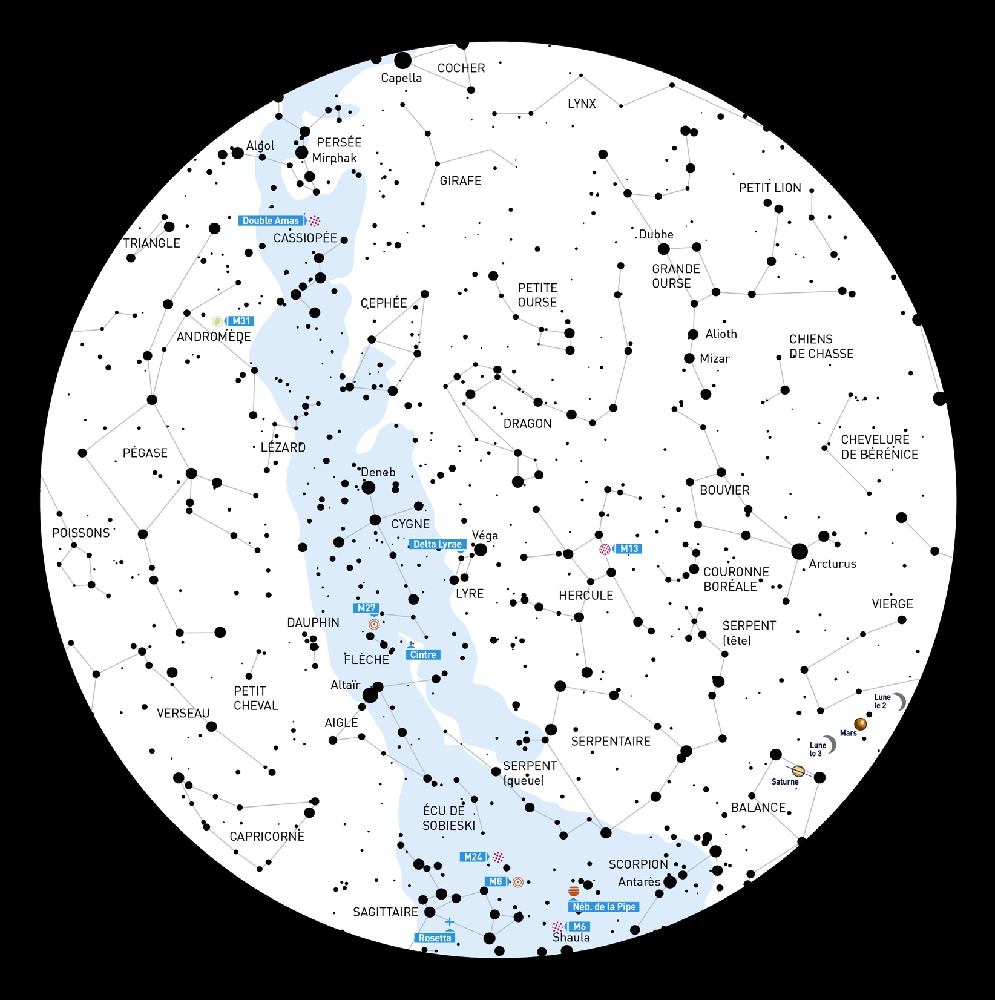 COCHER
Capella
LYNX
PERSÉE
Algol
Mirphak
GIRAFE
PETIT LION
Double Amas
CASSIOPÉE
TRIANGLE
Dubhe
GRANDE
OURSE
PETITE
OURSE
CEPHÉE
M31
ANDROMÈDE
Alioth
Mizar
CHIENS
DE CHASSE
DRAGON
LÉZARD
PÉGASE
CHEVELURE
DE BÉRÉNICE
Deneb
BOUVIER
CYGNE
POISSONS
Véga
Delta Lyrae
M13
Arcturus
COURONNE
BORÉALE
LYRE
HERCULE
VIERGE
M27
DAUPHIN
SERPENT
(tête)
Cintre
FLÈCHE
Altaïr
PETIT
CHEVAL
Lune
le 2
VERSEAU
AIGLE
Mars
SERPENTAIRE
Lune
le 3
SERPENT
(queue)
Saturne
BALANCE
ÉCU DE
SOBIESKI
CAPRICORNE
M24
SCORPION
M8
Antarès
Néb. de la Pipe
SAGITTAIRE
M6
Rosetta
Shaula